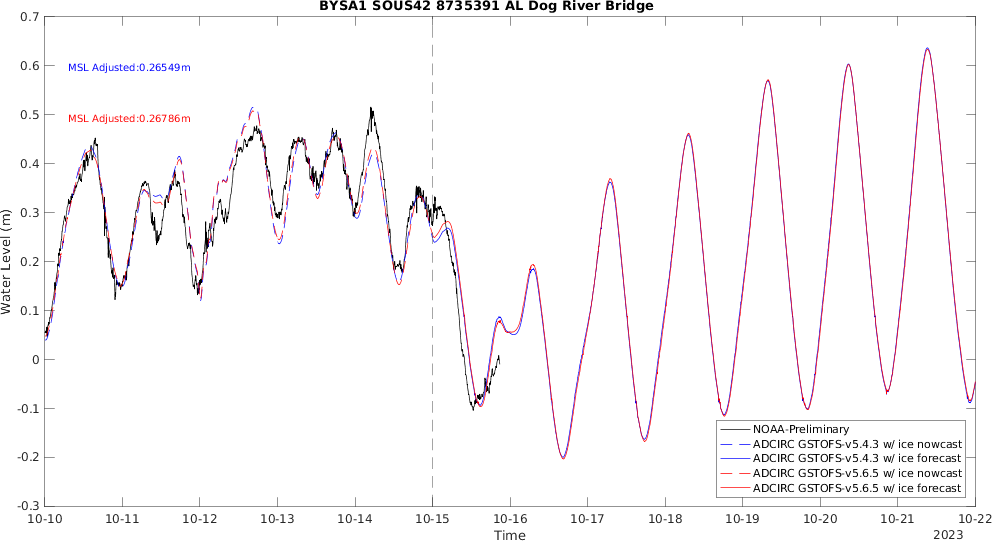 BYSA1 SOUS42 8735391 AL Dog River Bridge
0.7
0.6
0.5
0.4
0.3
0.2
0.1
0
-0.1
-0.2
-0.3
Water Level (m)
MSL Adjusted:0.26549m
MSL Adjusted:0.26786m
NOAA-Preliminary
ADCIRC GSTOFS-v5.4.3 w/ ice nowcast
ADCIRC GSTOFS-v5.4.3 w/ ice forecast
ADCIRC GSTOFS-v5.6.5 w/ ice nowcast
ADCIRC GSTOFS-v5.6.5 w/ ice forecast
10-10 10-11 10-12 10-13 10-14 10-15 10-16 10-17 10-18 10-19 10-20 10-21 10-22
Time
2023